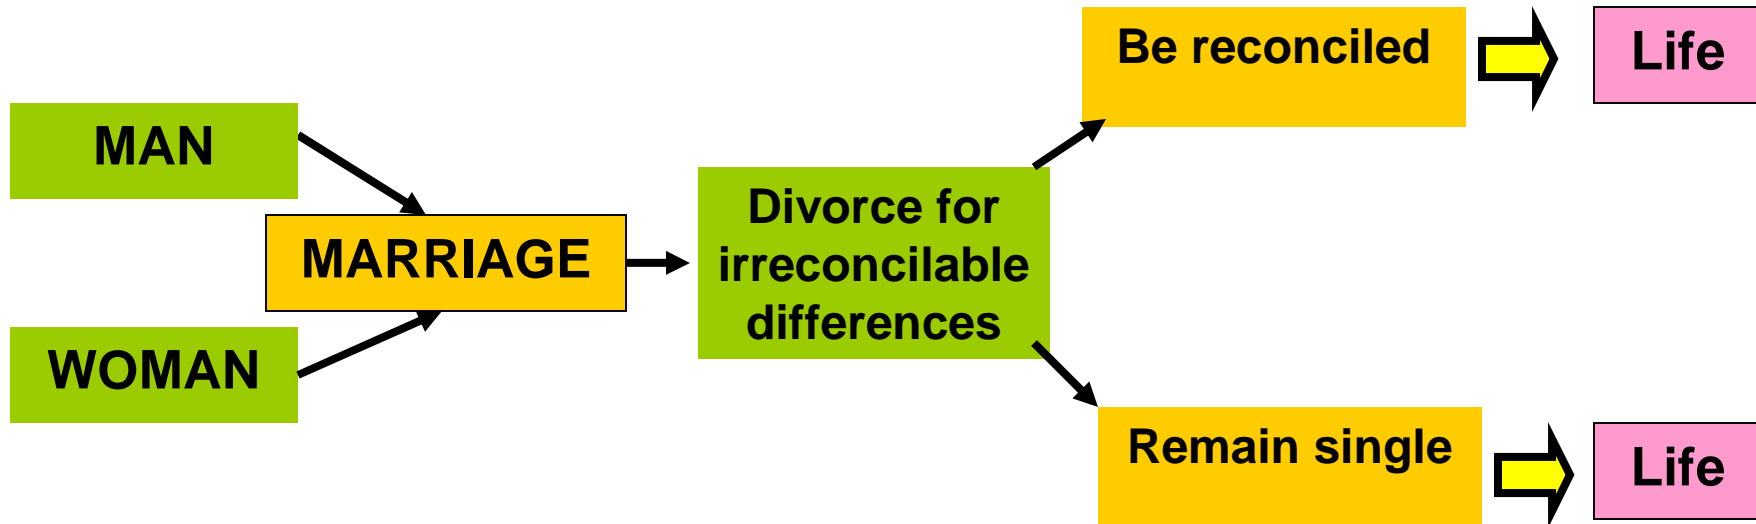 MAN
WOMAN
MARRIAGE
Divorce for
irreconcilable
differences
Be reconciled
Life
Remain single
Life